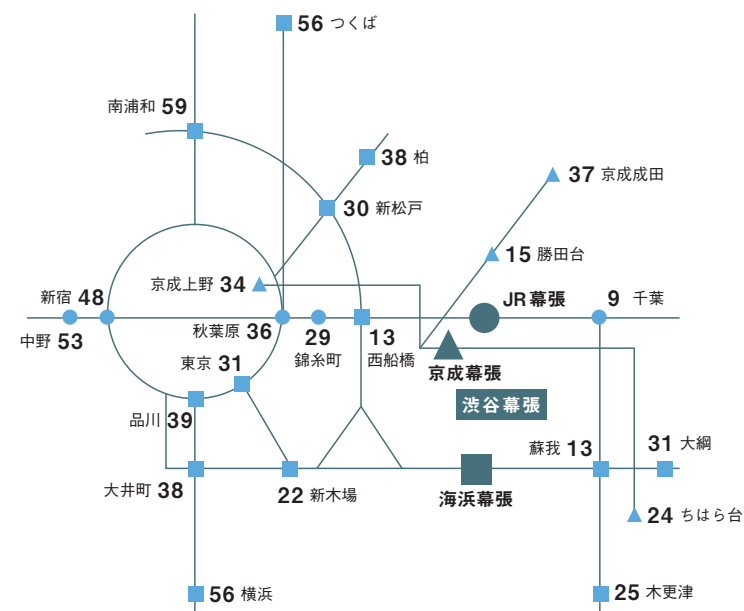 56 つくば
南浦和 59
38 柏
37 京成成田
30 新松戸
15 勝田台
京成上野 34
JR幕張
9 千葉
新宿 48
秋葉原 36
29
錦糸町
13
西船橋
中野 53
東京 31
京成幕張
渋谷幕張
品川 39
蘇我 13
31 大網
大井町 38
22 新木場
海浜幕張
24 ちはら台
56 横浜
25 木更津